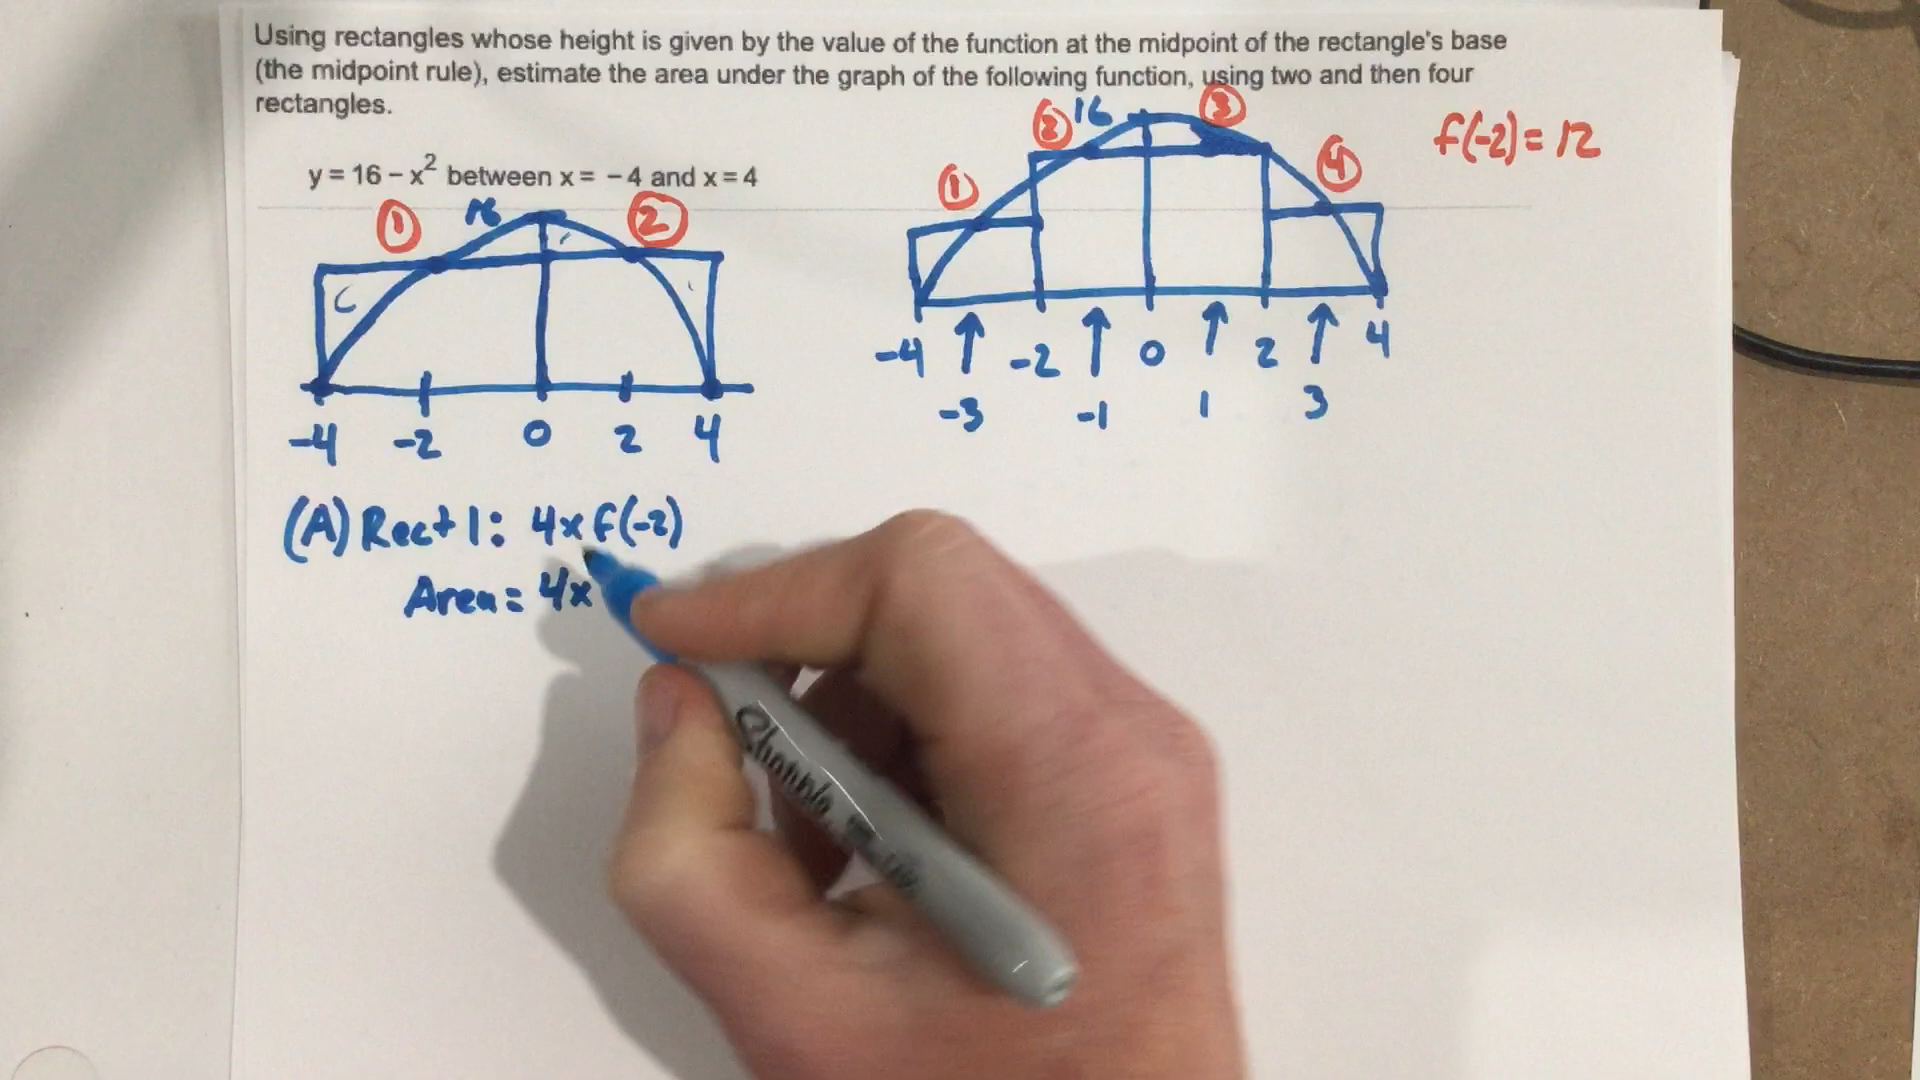 Using rectangles whose height is given by the value of the function at the midpoint of the rectangle's base
(the midpoint rule), estimate the area under the graph of the following function, using two and then four
rectangles.
y = 16 − x² between x = − 4 and x = 4
① 16 ②
-4 -2 0 2 4
② 16 ③
① ④
-4 -2 0 2 4
-3 -1 1 3
f(-2) = 12
(A) Rect 1: 4 x f(-2)
Area = 4x
Sharpie